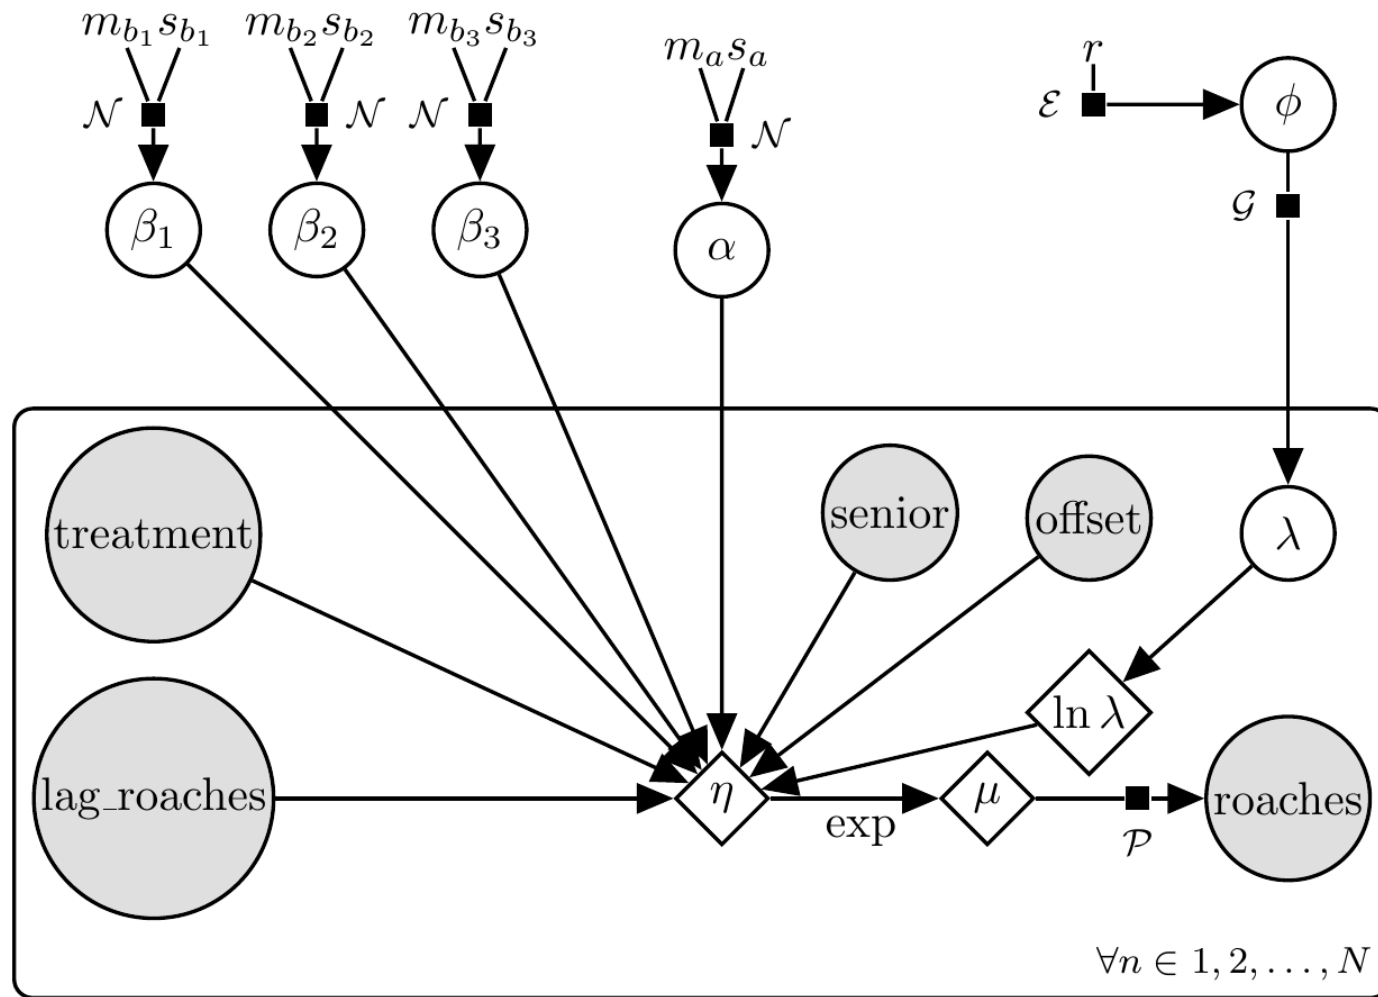 m_{b_1} s_{b_1} m_{b_2} s_{b_2} m_{b_3} s_{b_3}
m_a s_a
r
𝒩 𝒩 𝒩 𝒩 ℰ ϕ
𝒢
β_1 β_2 β_3 α
treatment senior offset λ
ln λ
lag_roaches η exp μ 𝒫 roaches
∀n ∈ 1, 2, . . . , N